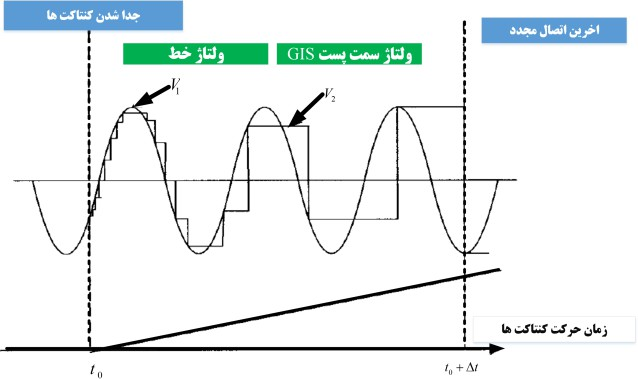 جدا شدن کنتاکت ها
اخرین اتصال مجدد
ولتاژ خط
ولتاژ سمت پست GIS
V₁
V₂
زمان حرکت کنتاکت ها
t₀
t₀ + Δt